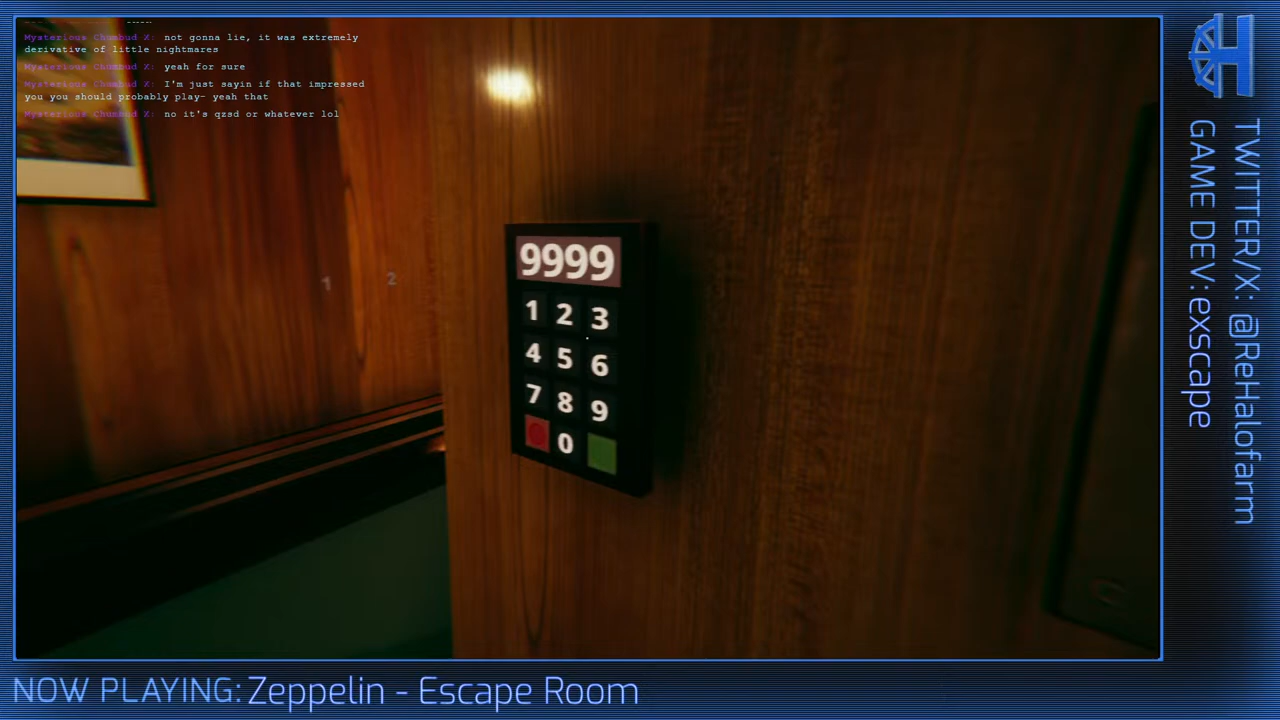 Mysterious Chumbud X: not gonna lie, it was extremely
derivative of little nightmares
Mysterious Chumbud X: yeah for sure
Mysterious Chumbud X: I'm just sayin if that impressed
you you should probably play- yeah that
Mysterious Chumbud X: no it's qzsd or whatever lol
1 2
9999
1 2 3
4 5 6
7 8 9
0
TWITTER/X: @ReHalofarm
GAME DEV: exscape
NOW PLAYING: Zeppelin - Escape Room